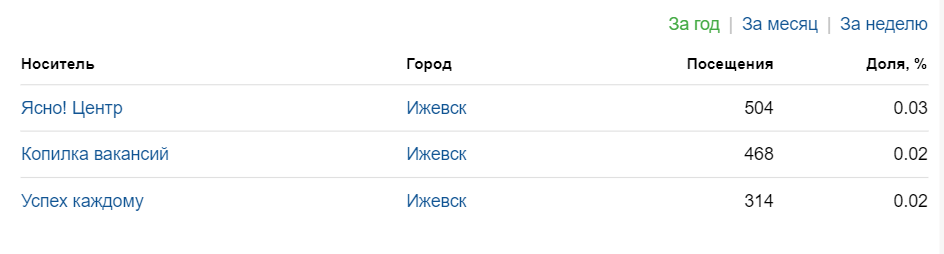 За год | За месяц | За неделю
Носитель Город Посещения Доля, %
Ясно! Центр Ижевск 504 0.03
Копилка вакансий Ижевск 468 0.02
Успех каждому Ижевск 314 0.02